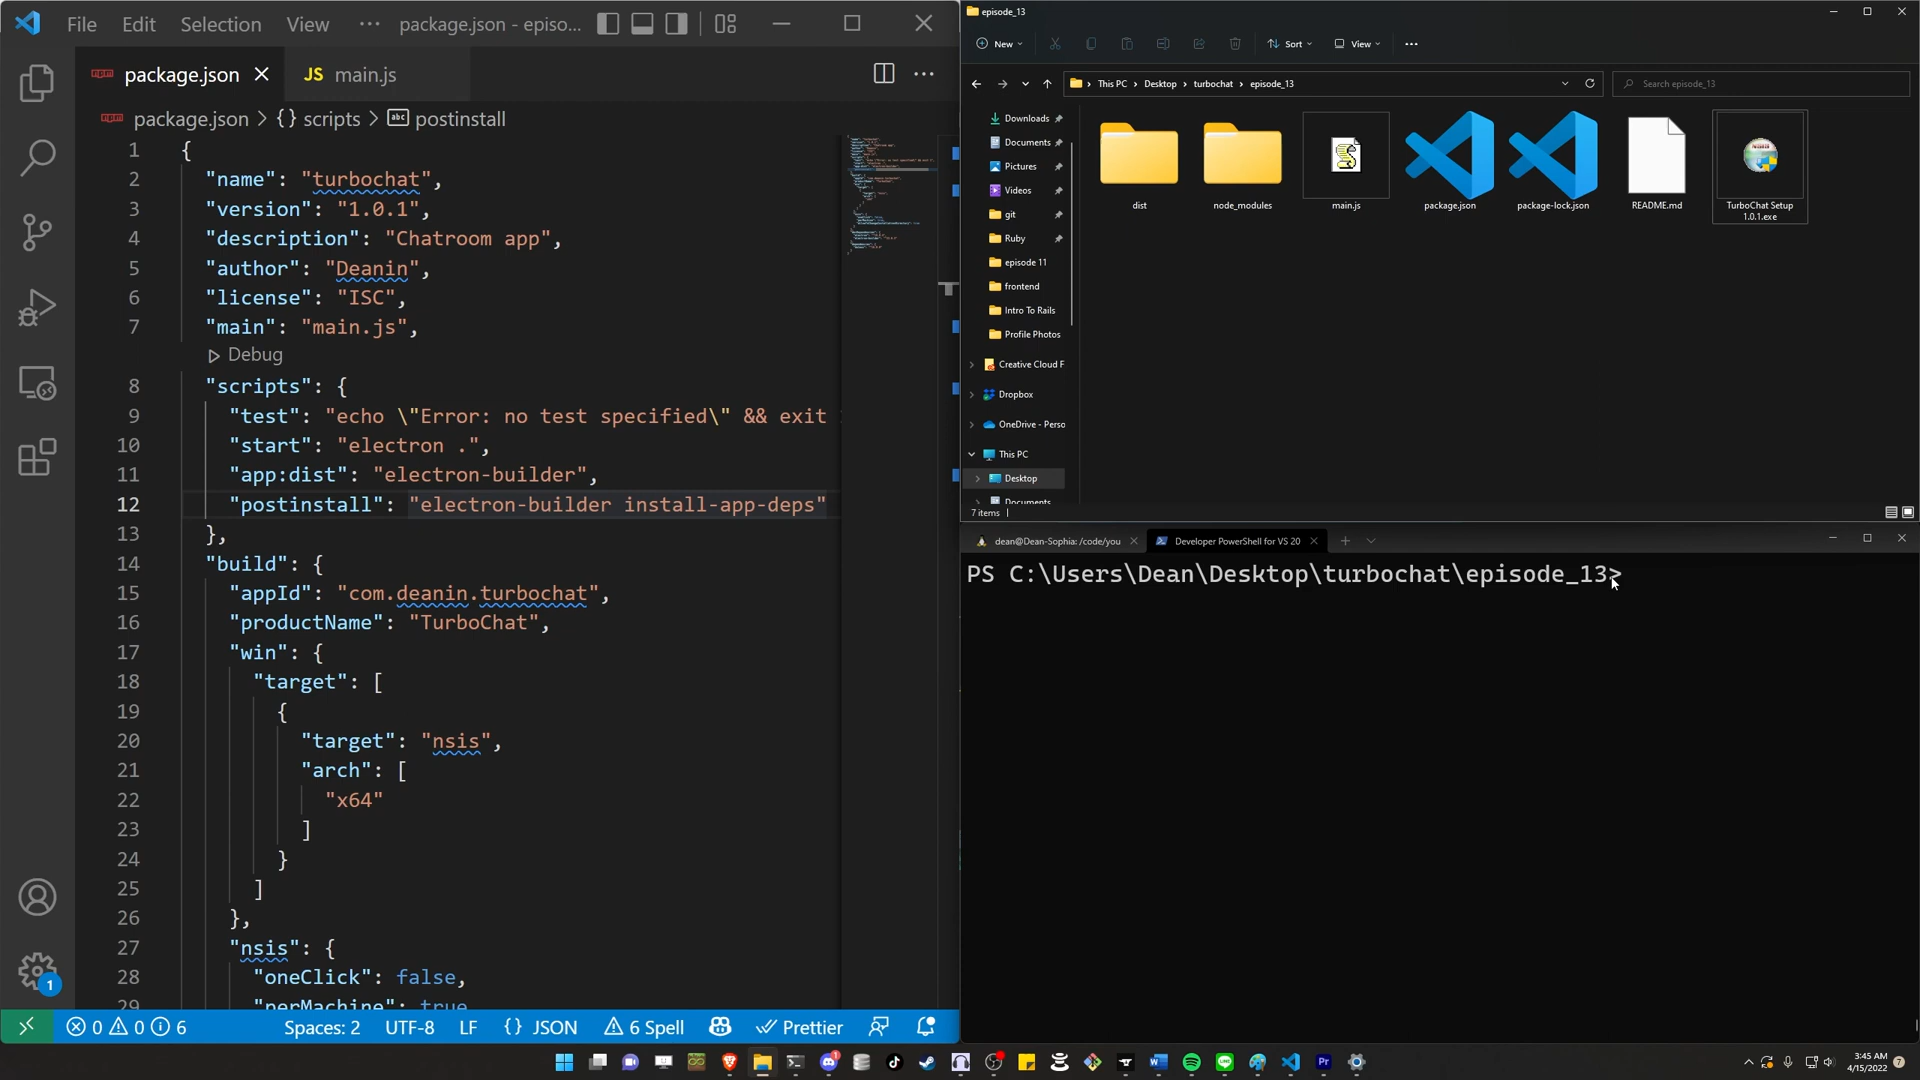 File Edit Selection View ··· package.json - episo...
package.json
JS main.js
package.json > {} scripts > abc postinstall
1 {
2 "name": "turbochat",
3 "version": "1.0.1",
4 "description": "Chatroom app",
5 "author": "Deanin",
6 "license": "ISC",
7 "main": "main.js",
Debug
8 "scripts": {
9 "test": "echo \"Error: no test specified\" && exit
10 "start": "electron .",
11 "app:dist": "electron-builder",
12 "postinstall": "electron-builder install-app-deps"
13 },
14 "build": {
15 "appId": "com.deanin.turbochat",
16 "productName": "TurboChat",
17 "win": {
18 "target": [
19 {
20 "target": "nsis",
21 "arch": [
22 "x64"
23 ]
24 }
25 ]
26 },
27 "nsis": {
28 "oneClick": false,
29 "perMachine": true
1
0 0 6 Spaces: 2 UTF-8 LF {} JSON 6 Spell Prettier
episode_13
New Sort View ···
This PC > Desktop > turbochat > episode_13
Search episode_13
Downloads
Documents
Pictures
Videos
git
Ruby
episode 11
frontend
Intro To Rails
Profile Photos
Creative Cloud F
Dropbox
OneDrive - Perso
This PC
Desktop
Documents
dist
node_modules
main.js
package.json
package-lock.json
README.md
TurboChat Setup
1.0.1.exe
7 items
dean@Dean-Sophia: /code/you
Developer PowerShell for VS 20
PS C:\Users\Dean\Desktop\turbochat\episode_13>
3:45 AM
4/15/2022
7